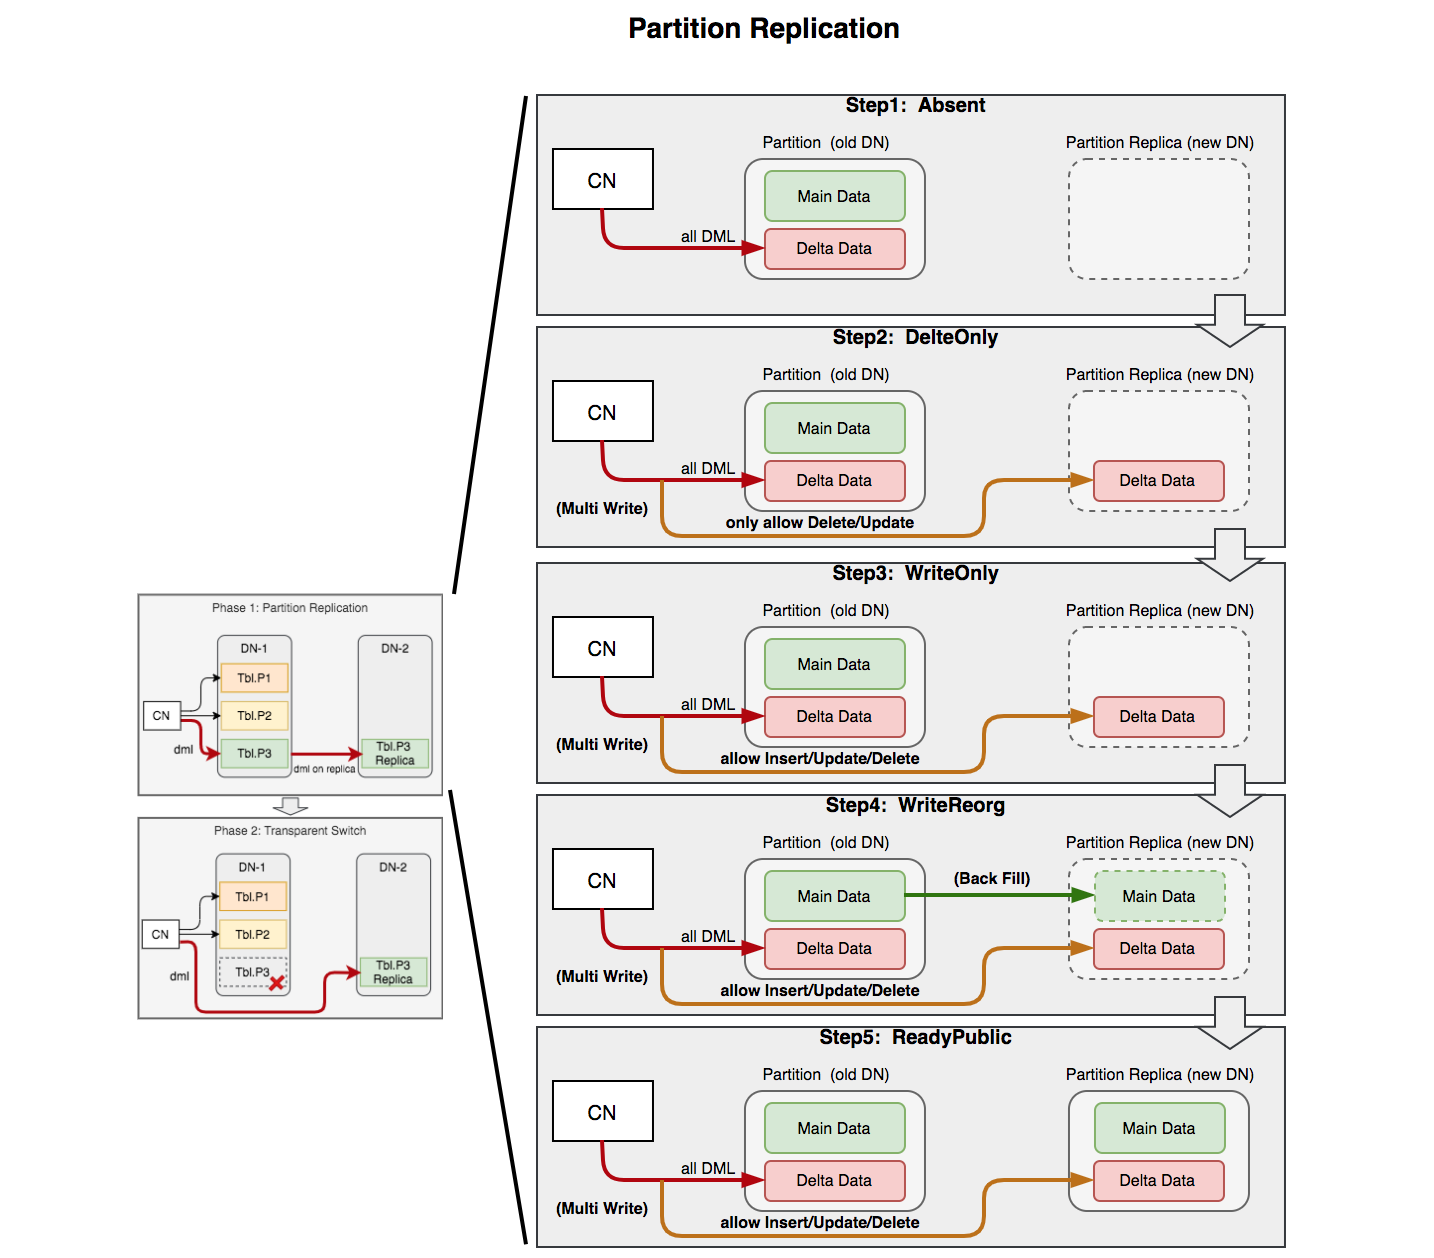 Partition Replication
Step1:  Absent
Partition  (old DN)
Partition Replica (new DN)
CN
Main Data
all DML
Delta Data
Step2:  DelteOnly
Partition  (old DN)
Partition Replica (new DN)
CN
Main Data
all DML
Delta Data
Delta Data
(Multi Write)
only allow Delete/Update
Step3:  WriteOnly
Partition  (old DN)
Partition Replica (new DN)
CN
Main Data
all DML
Delta Data
Delta Data
(Multi Write)
allow Insert/Update/Delete
Step4:  WriteReorg
Partition  (old DN)
Partition Replica (new DN)
CN
Main Data
(Back Fill)
Main Data
all DML
Delta Data
Delta Data
(Multi Write)
allow Insert/Update/Delete
Step5:  ReadyPublic
Partition  (old DN)
Partition Replica (new DN)
CN
Main Data
Main Data
all DML
Delta Data
Delta Data
(Multi Write)
allow Insert/Update/Delete
Phase 1: Partition Replication
DN-1
DN-2
Tbl.P1
CN
Tbl.P2
dml
Tbl.P3
Tbl.P3
Replica
dml on replica
Phase 2: Transparent Switch
DN-1
DN-2
Tbl.P1
CN
Tbl.P2
dml
Tbl.P3
Tbl.P3
Replica